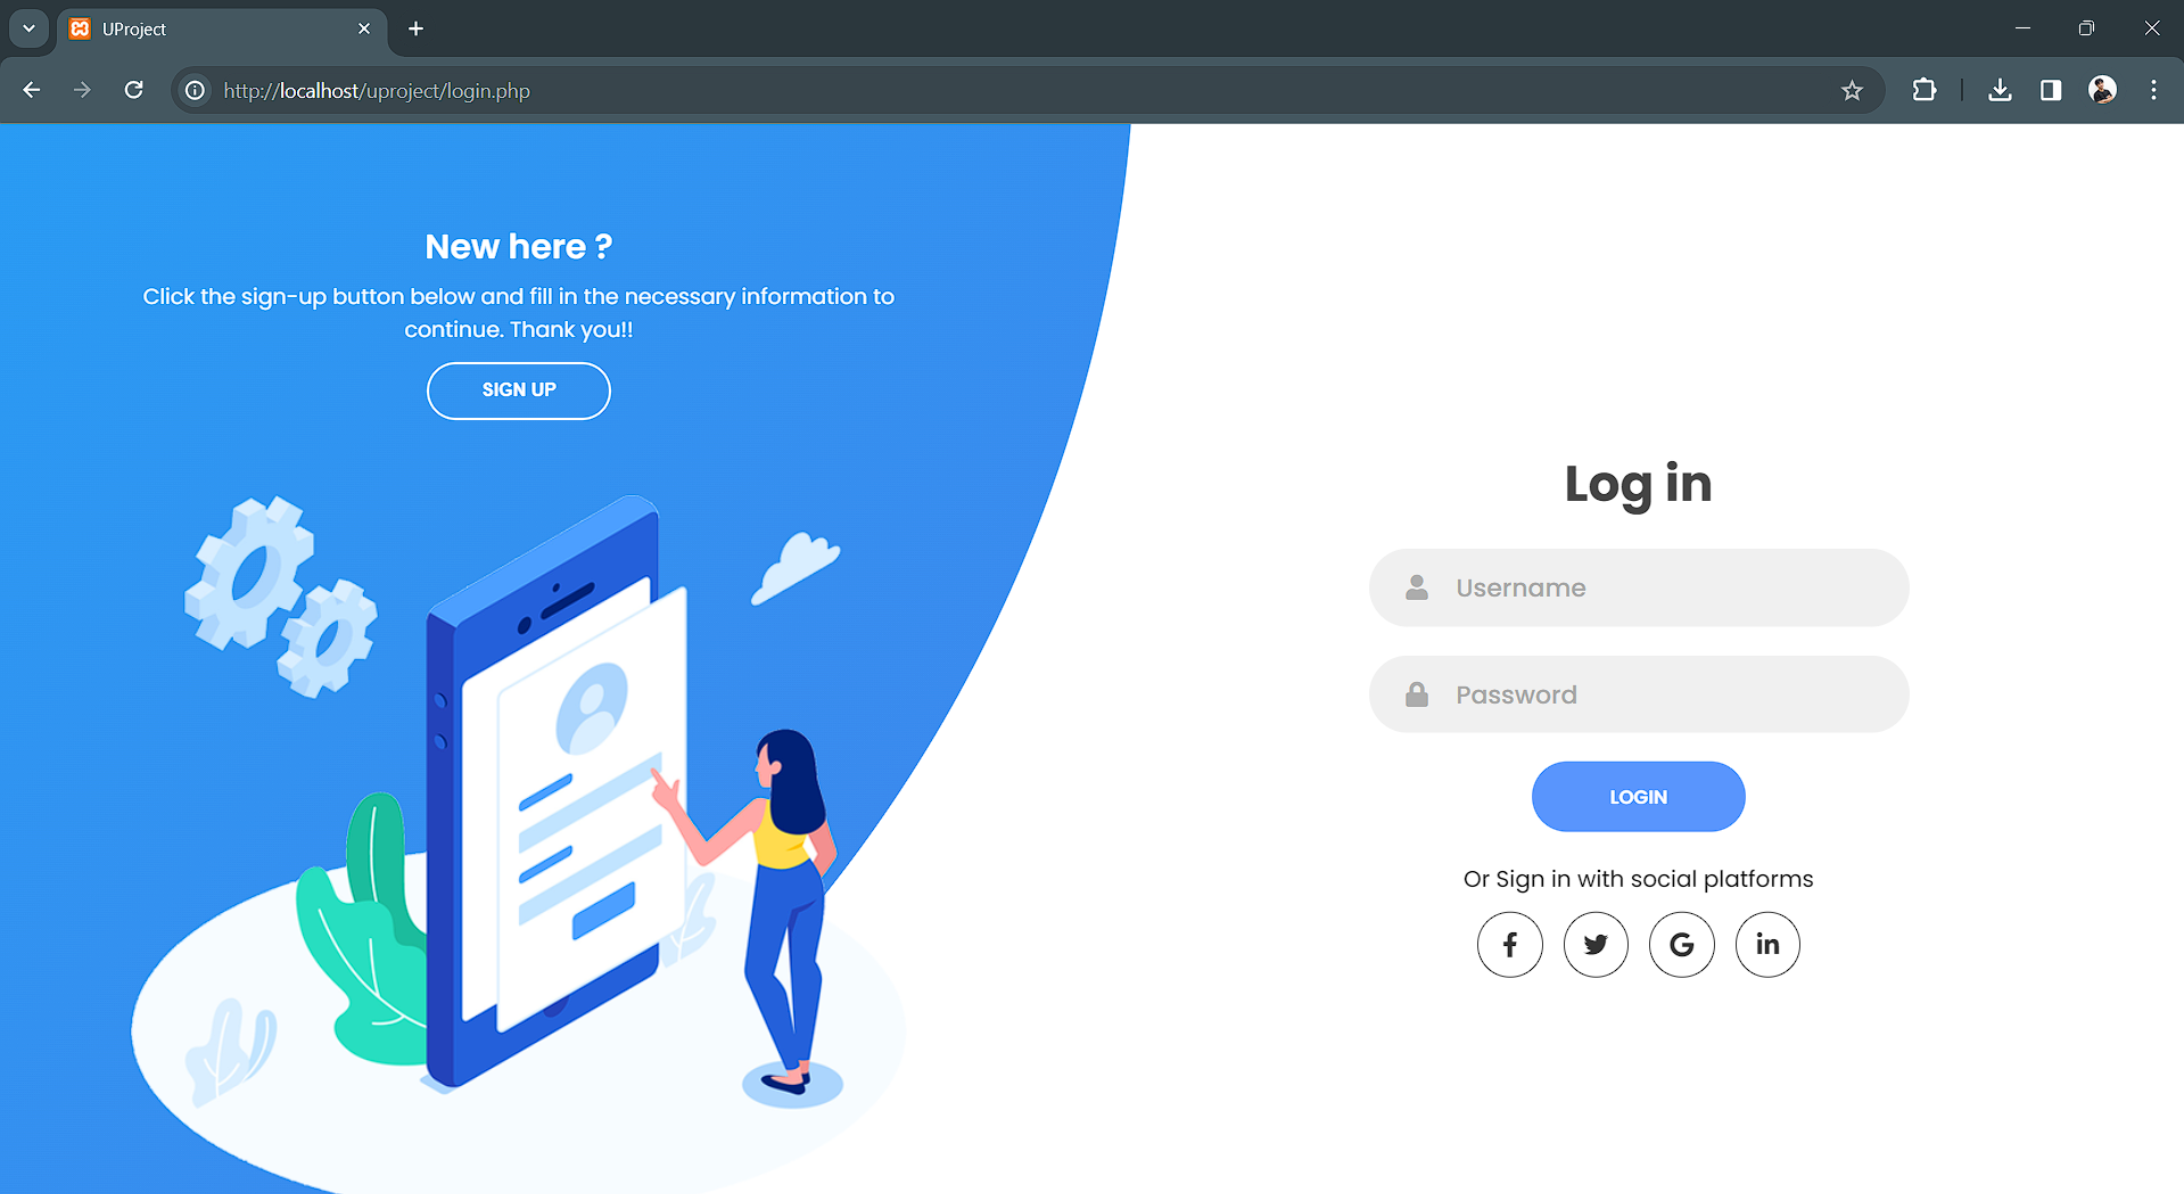 UProject
http://localhost/uproject/login.php
New here ?
Click the sign-up button below and fill in the necessary information to
continue. Thank you!!
SIGN UP
Log in
Username
Password
LOGIN
Or Sign in with social platforms